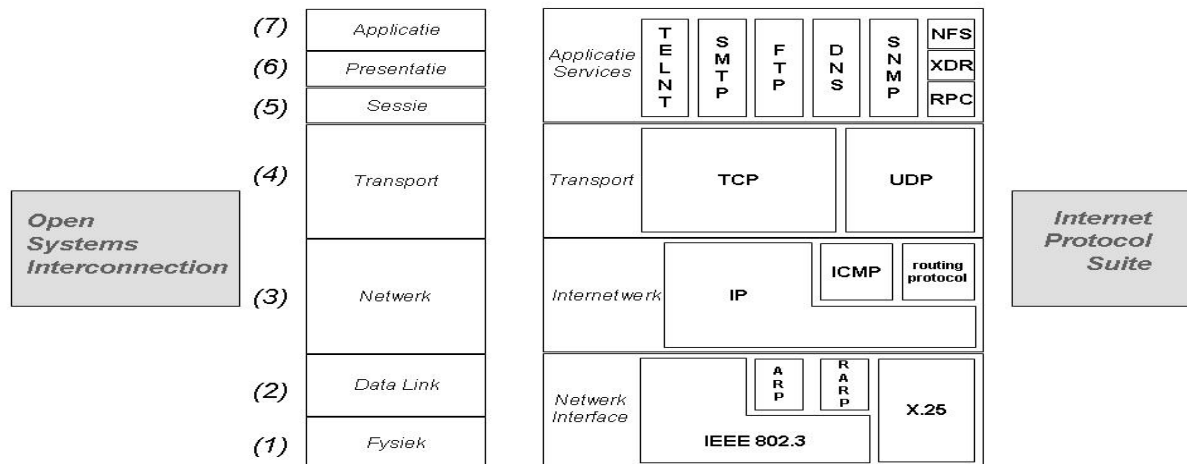 Open
Systems
Interconnection
(7)
Applicatie
(6)
Presentatie
(5)
Sessie
(4)
Transport
(3)
Netwerk
(2)
Data Link
(1)
Fysiek
Applicatie
Services
TELNT
SMTP
FTP
DNS
SNMP
NFS
XDR
RPC
Transport
TCP
UDP
Internetwerk
IP
ICMP
routing
protocol
Netwerk
Interface
ARP
RARP
IEEE 802.3
X.25
Internet
Protocol
Suite